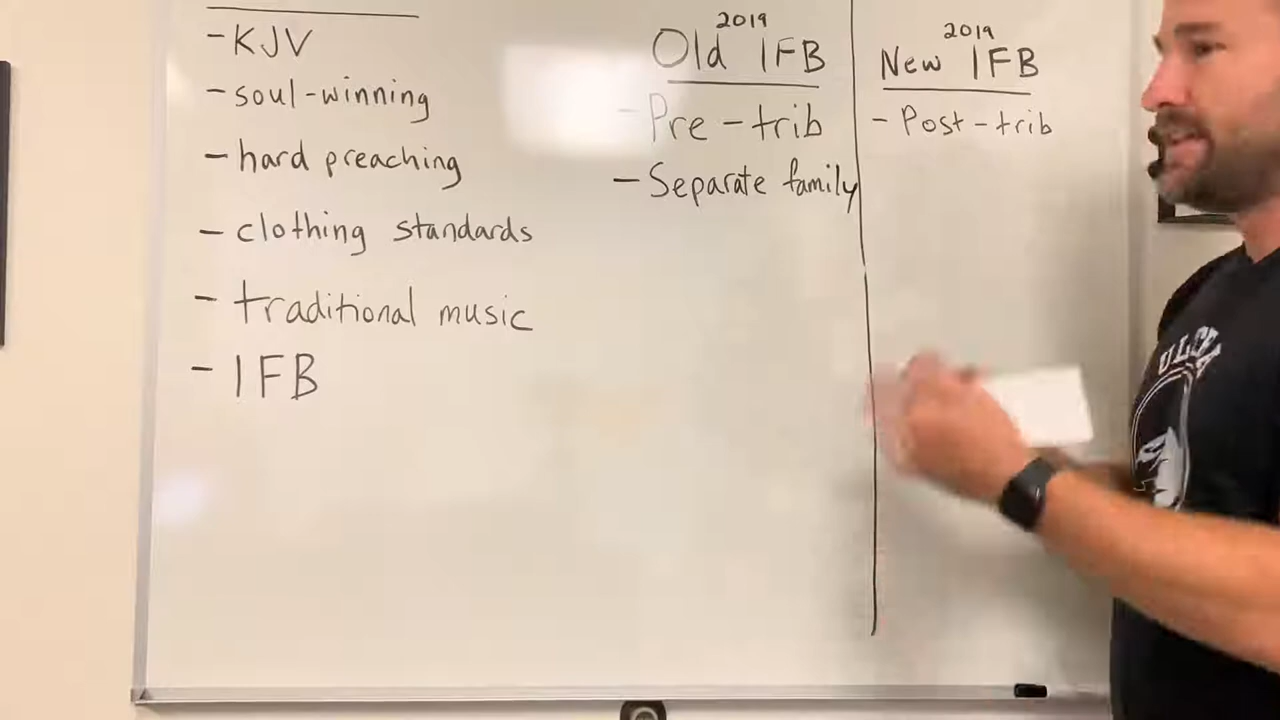 - KJV
- soul-winning
- hard preaching
- clothing standards
- traditional music
- IFB
2019
Old IFB
- Pre-trib
- Separate family
2019
New IFB
- Post-trib